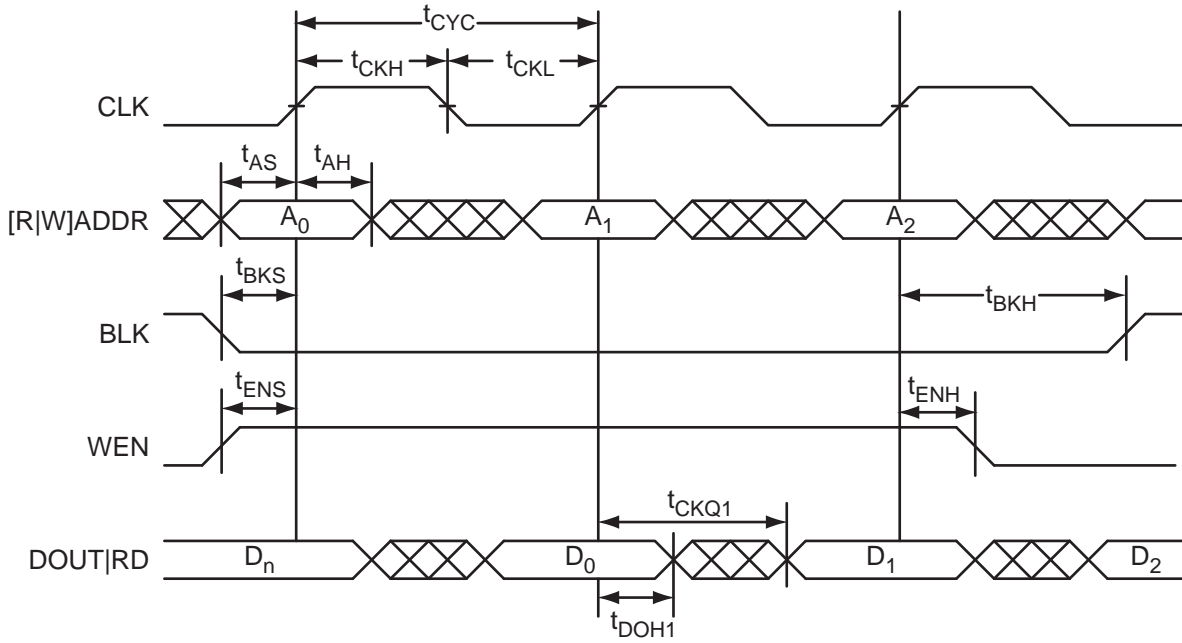 tCYC
tCKH tCKL
CLK
tAS tAH
[R|W]ADDR A0 A1 A2
tBKS tBKH
BLK
tENS tENH
WEN
tCKQ1
DOUT|RD Dn D0 D1 D2
tDOH1